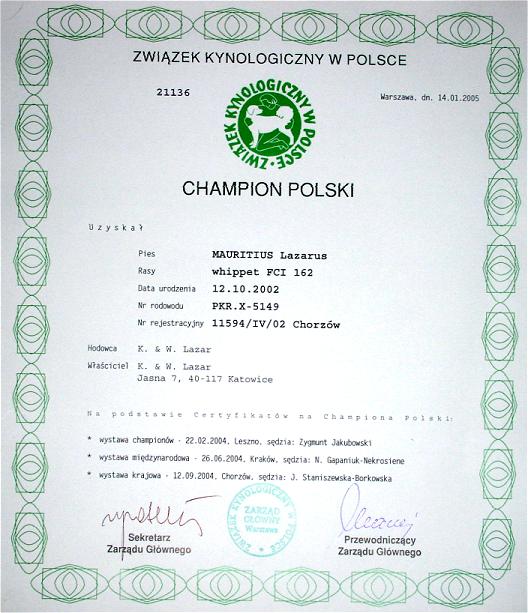 ZWIĄZEK KYNOLOGICZNY W POLSCE
21136
Warszawa, dn. 14.01.2005
ZWIĄZEK KYNOLOGICZNY W POLSCE
CHAMPION POLSKI
Uzyskał
Pies MAURITIUS Lazarus
Rasy whippet FCI 162
Data urodzenia 12.10.2002
Nr rodowodu PKR.X-5149
Nr rejestracyjny 11594/IV/02 Chorzów
Hodowca K. & W. Lazar
Właściciel K. & W. Lazar
Jasna 7, 40-117 Katowice
Na podstawie Certyfikatów na Championa Polski:
* wystawa championów - 22.02.2004, Leszno, sędzia: Zygmunt Jakubowski
* wystawa międzynarodowa - 26.06.2004, Kraków, sędzia: N. Gapaniuk-Nekrosiene
* wystawa krajowa - 12.09.2004, Chorzów, sędzia: J. Staniszewska-Borkowska
ZWIĄZEK KYNOLOGICZNY W POLSCE
ZARZĄD
GŁÓWNY
Warszawa
Sekretarz
Zarządu Głównego
Przewodniczący
Zarządu Głównego